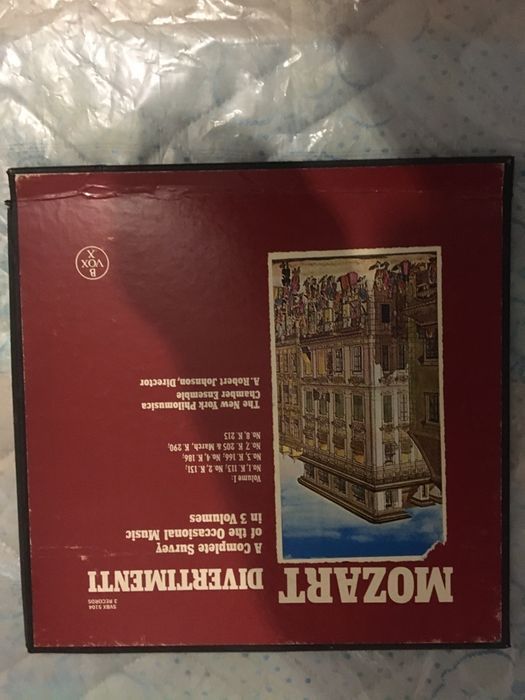 SVBX 5104
3 RECORDS
MOZART DIVERTIMENTI
A Complete Survey
of the Occasional Music
in 3 Volumes
Volume I:
No. 1, K. 113, No. 2, K. 131,
No. 3, K. 166, No. 4, K. 186,
No. 7, K. 205 & March, K. 290,
No. 8, K. 213
The New York Philomusica
Chamber Ensemble
A. Robert Johnson, Director
B
VOX
X